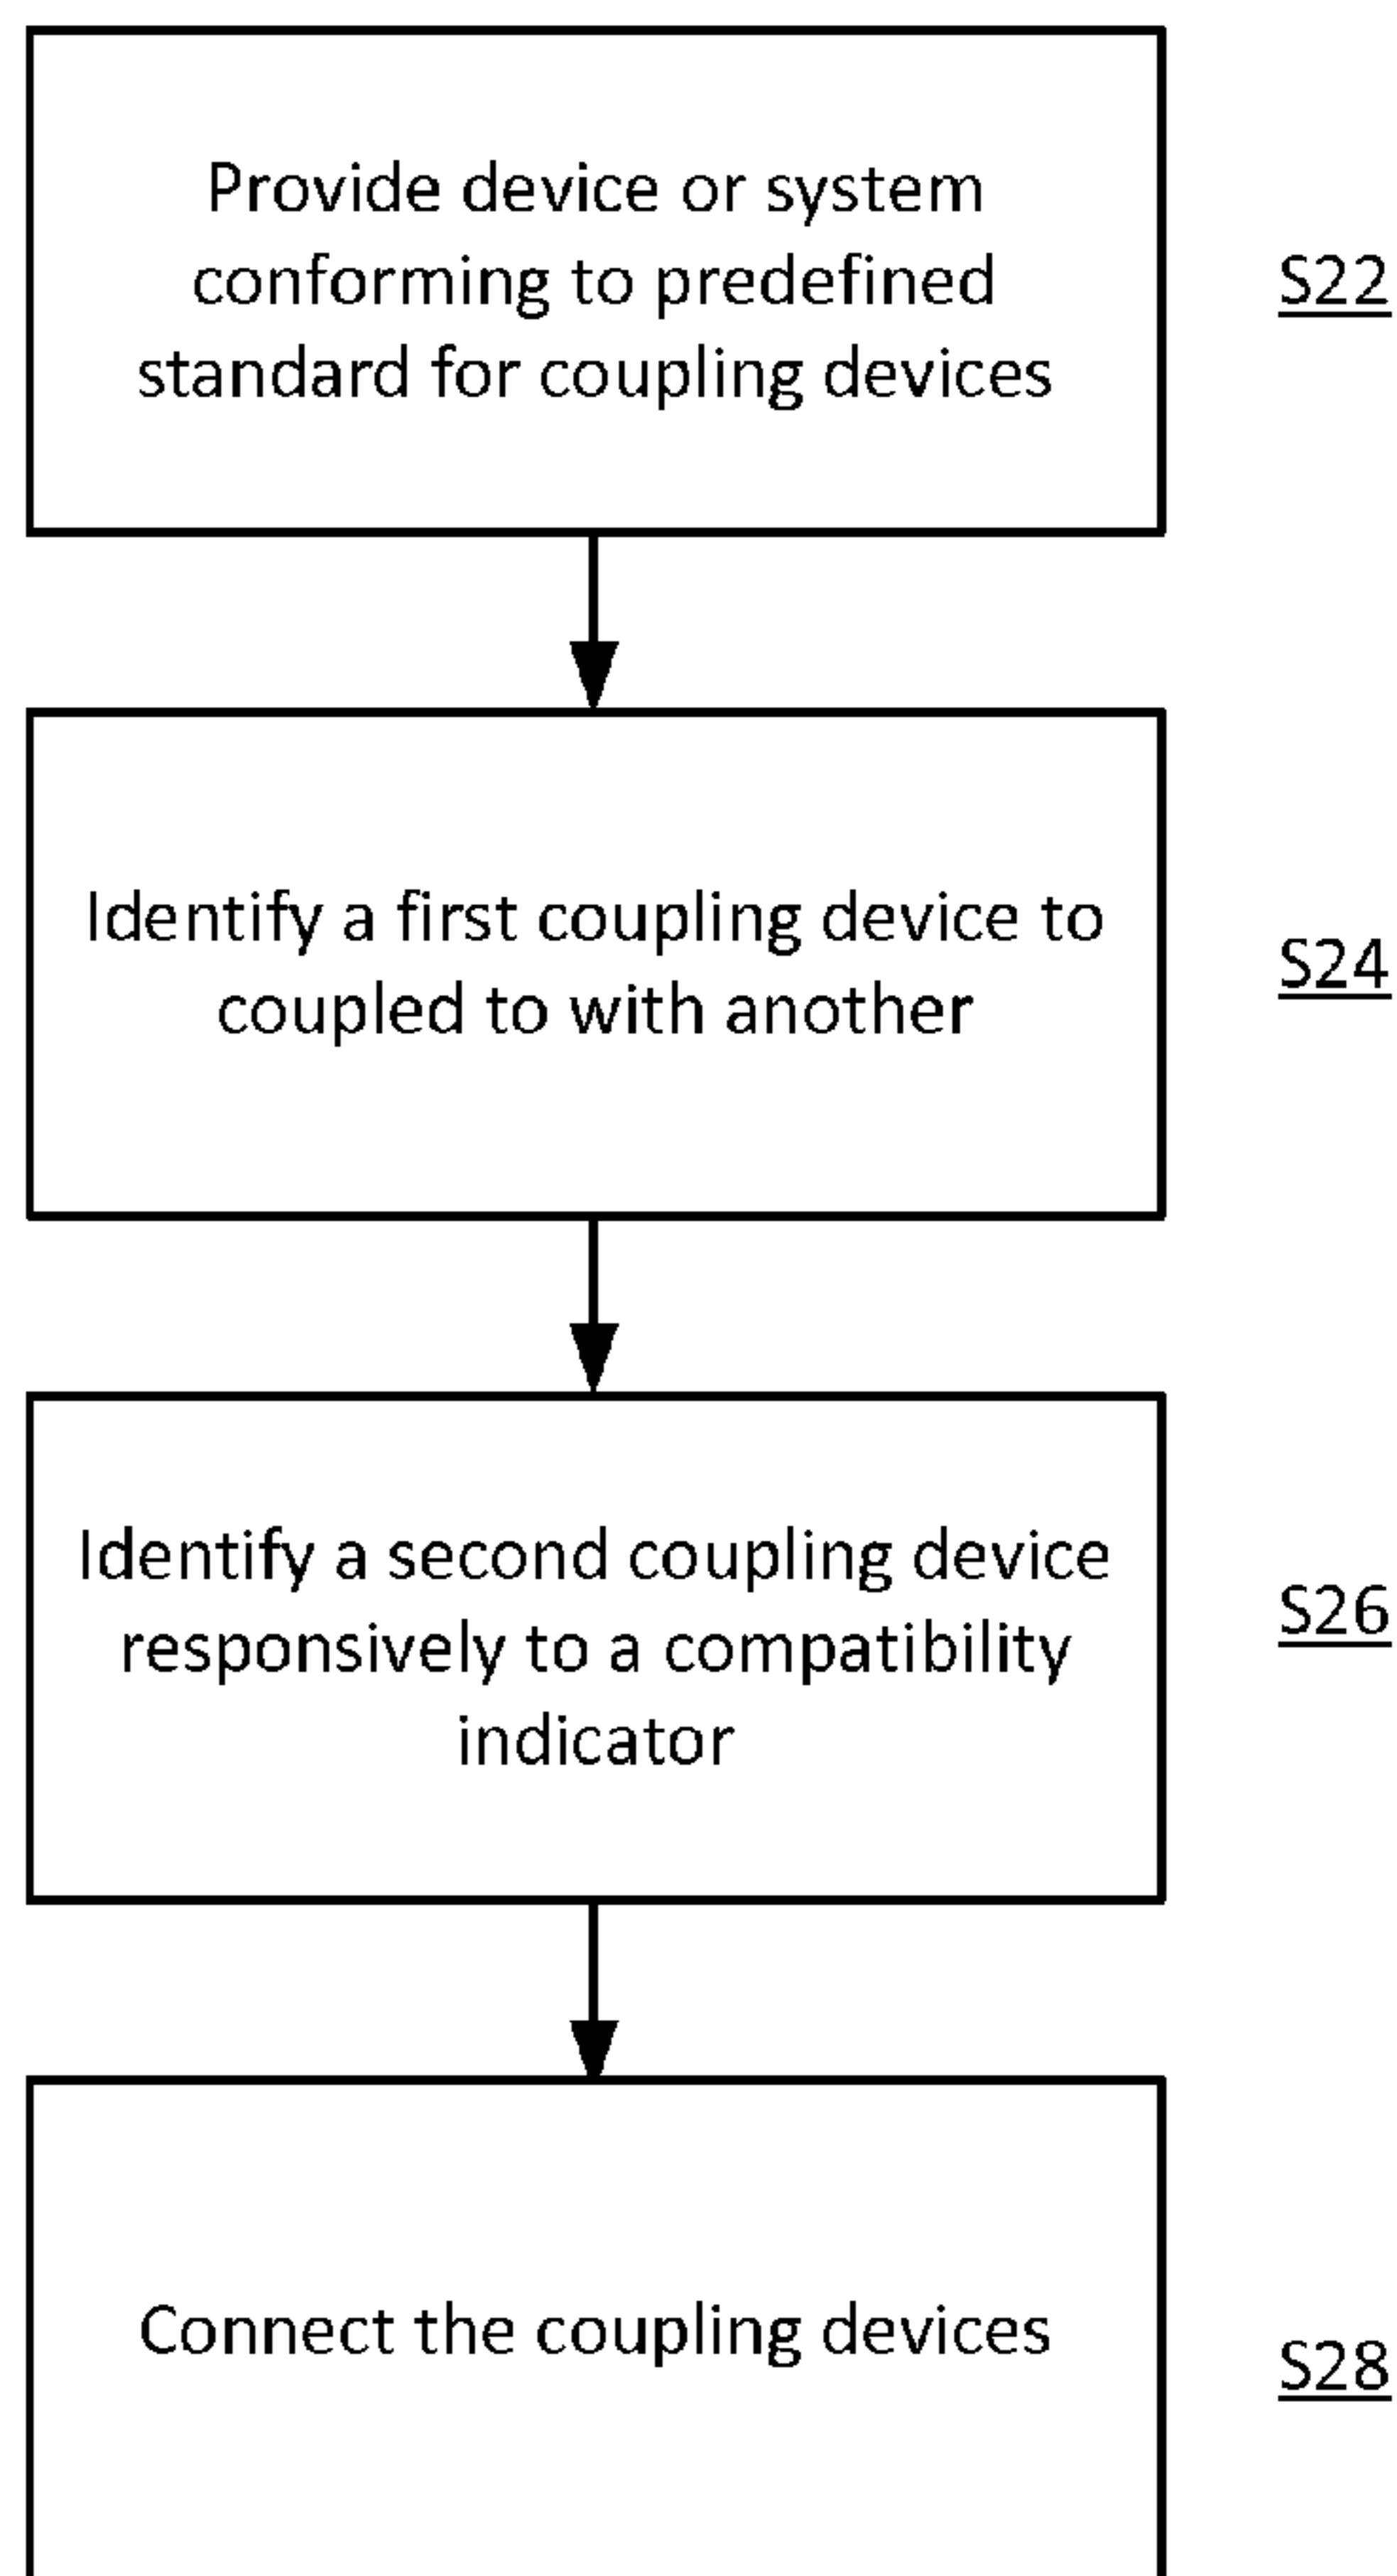 Provide device or system
conforming to predefined
standard for coupling devices
S22
Identify a first coupling device to
coupled to with another
S24
Identify a second coupling device
responsively to a compatibility
indicator
S26
Connect the coupling devices
S28